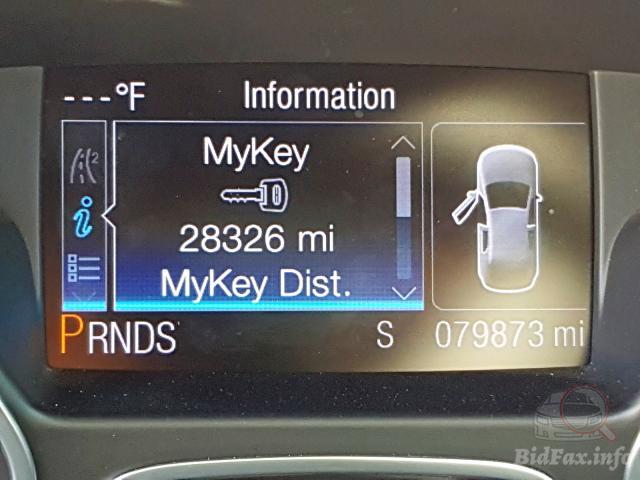 ---°F Information
MyKey
28326 mi
MyKey Dist.
PRNDS S 079873 mi
BidFax.info